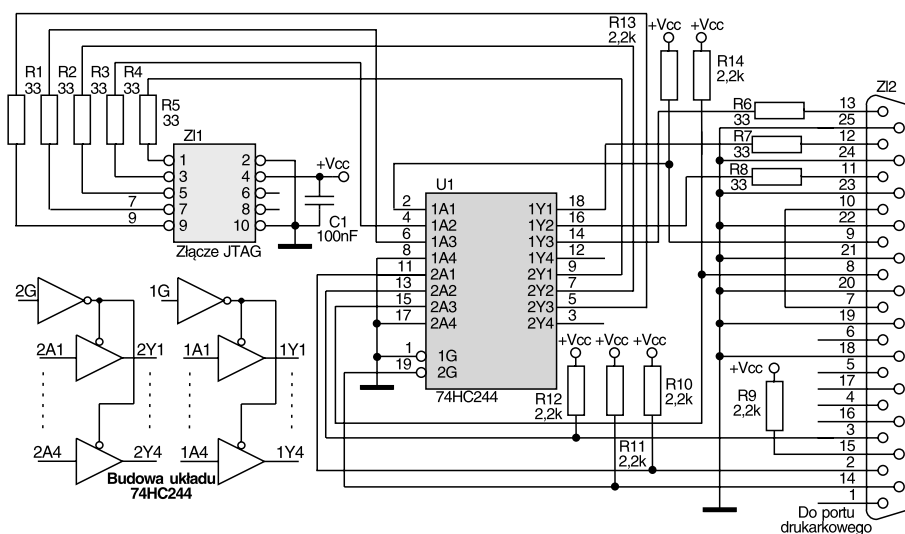 R1
33
R2
33
R3
33
R4
33
R5
33
Zl1
1
3
5
7
9
2
4
6
8
10
7
9
+Vcc
C1
100nF
Złącze JTAG
R13
2,2k
+Vcc
+Vcc
R14
2,2k
R6
33
R7
33
R8
33
U1
2
4
6
8
11
13
15
17
1
19
1A1
1A2
1A3
1A4
2A1
2A2
2A3
2A4
1G
2G
1Y1
1Y2
1Y3
1Y4
2Y1
2Y2
2Y3
2Y4
18
16
14
12
9
7
5
3
74HC244
+Vcc
+Vcc
+Vcc
R12
2,2k
R11
2,2k
R10
2,2k
+Vcc
R9
2,2k
Zl2
13
25
12
24
11
23
10
22
9
21
8
20
7
19
6
18
5
17
4
16
3
15
2
14
1
Do portu
drukarkowego
2G
1G
2A1
2Y1
1A1
1Y1
2A4
2Y4
1A4
1Y4
Budowa układu
74HC244